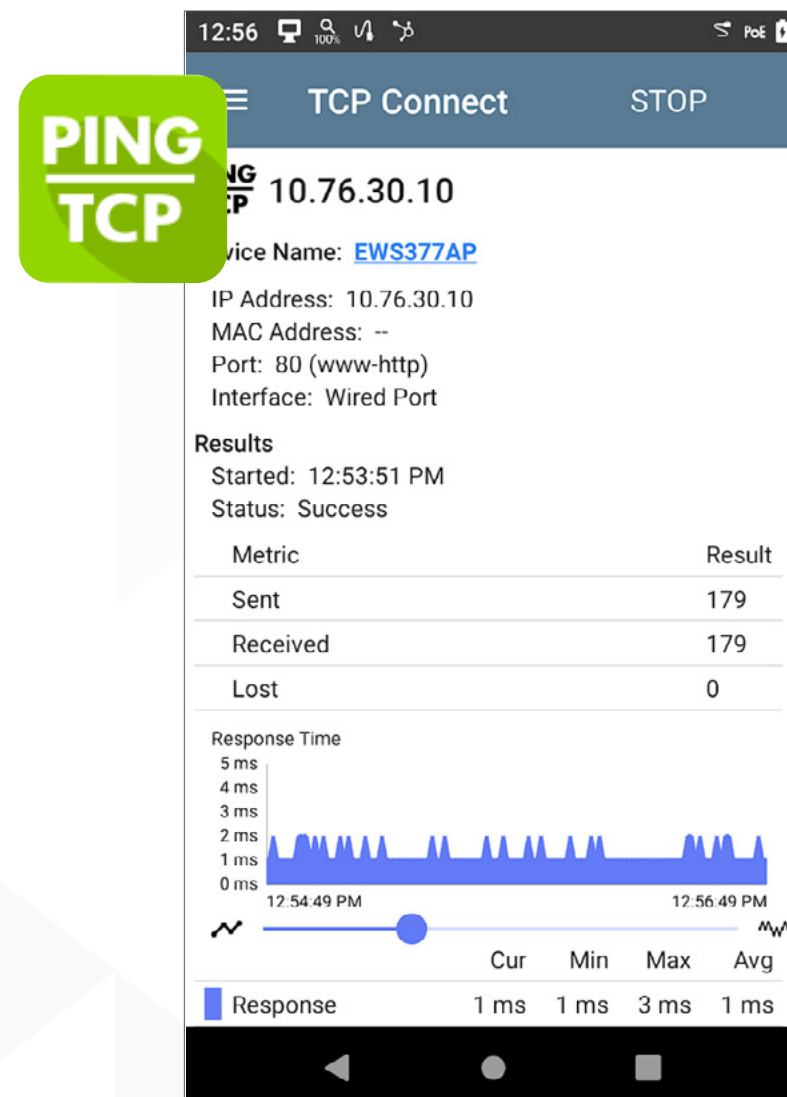 12:56 100% PoE
PING
TCP
TCP Connect STOP
NG
CP
10.76.30.10
vice Name: EWS377AP
IP Address: 10.76.30.10
MAC Address: --
Port: 80 (www-http)
Interface: Wired Port
Results
Started: 12:53:51 PM
Status: Success
Metric Result
Sent 179
Received 179
Lost 0
Response Time
5 ms
4 ms
3 ms
2 ms
1 ms
0 ms
12:54:49 PM 12:56:49 PM
Cur Min Max Avg
Response 1 ms 1 ms 3 ms 1 ms